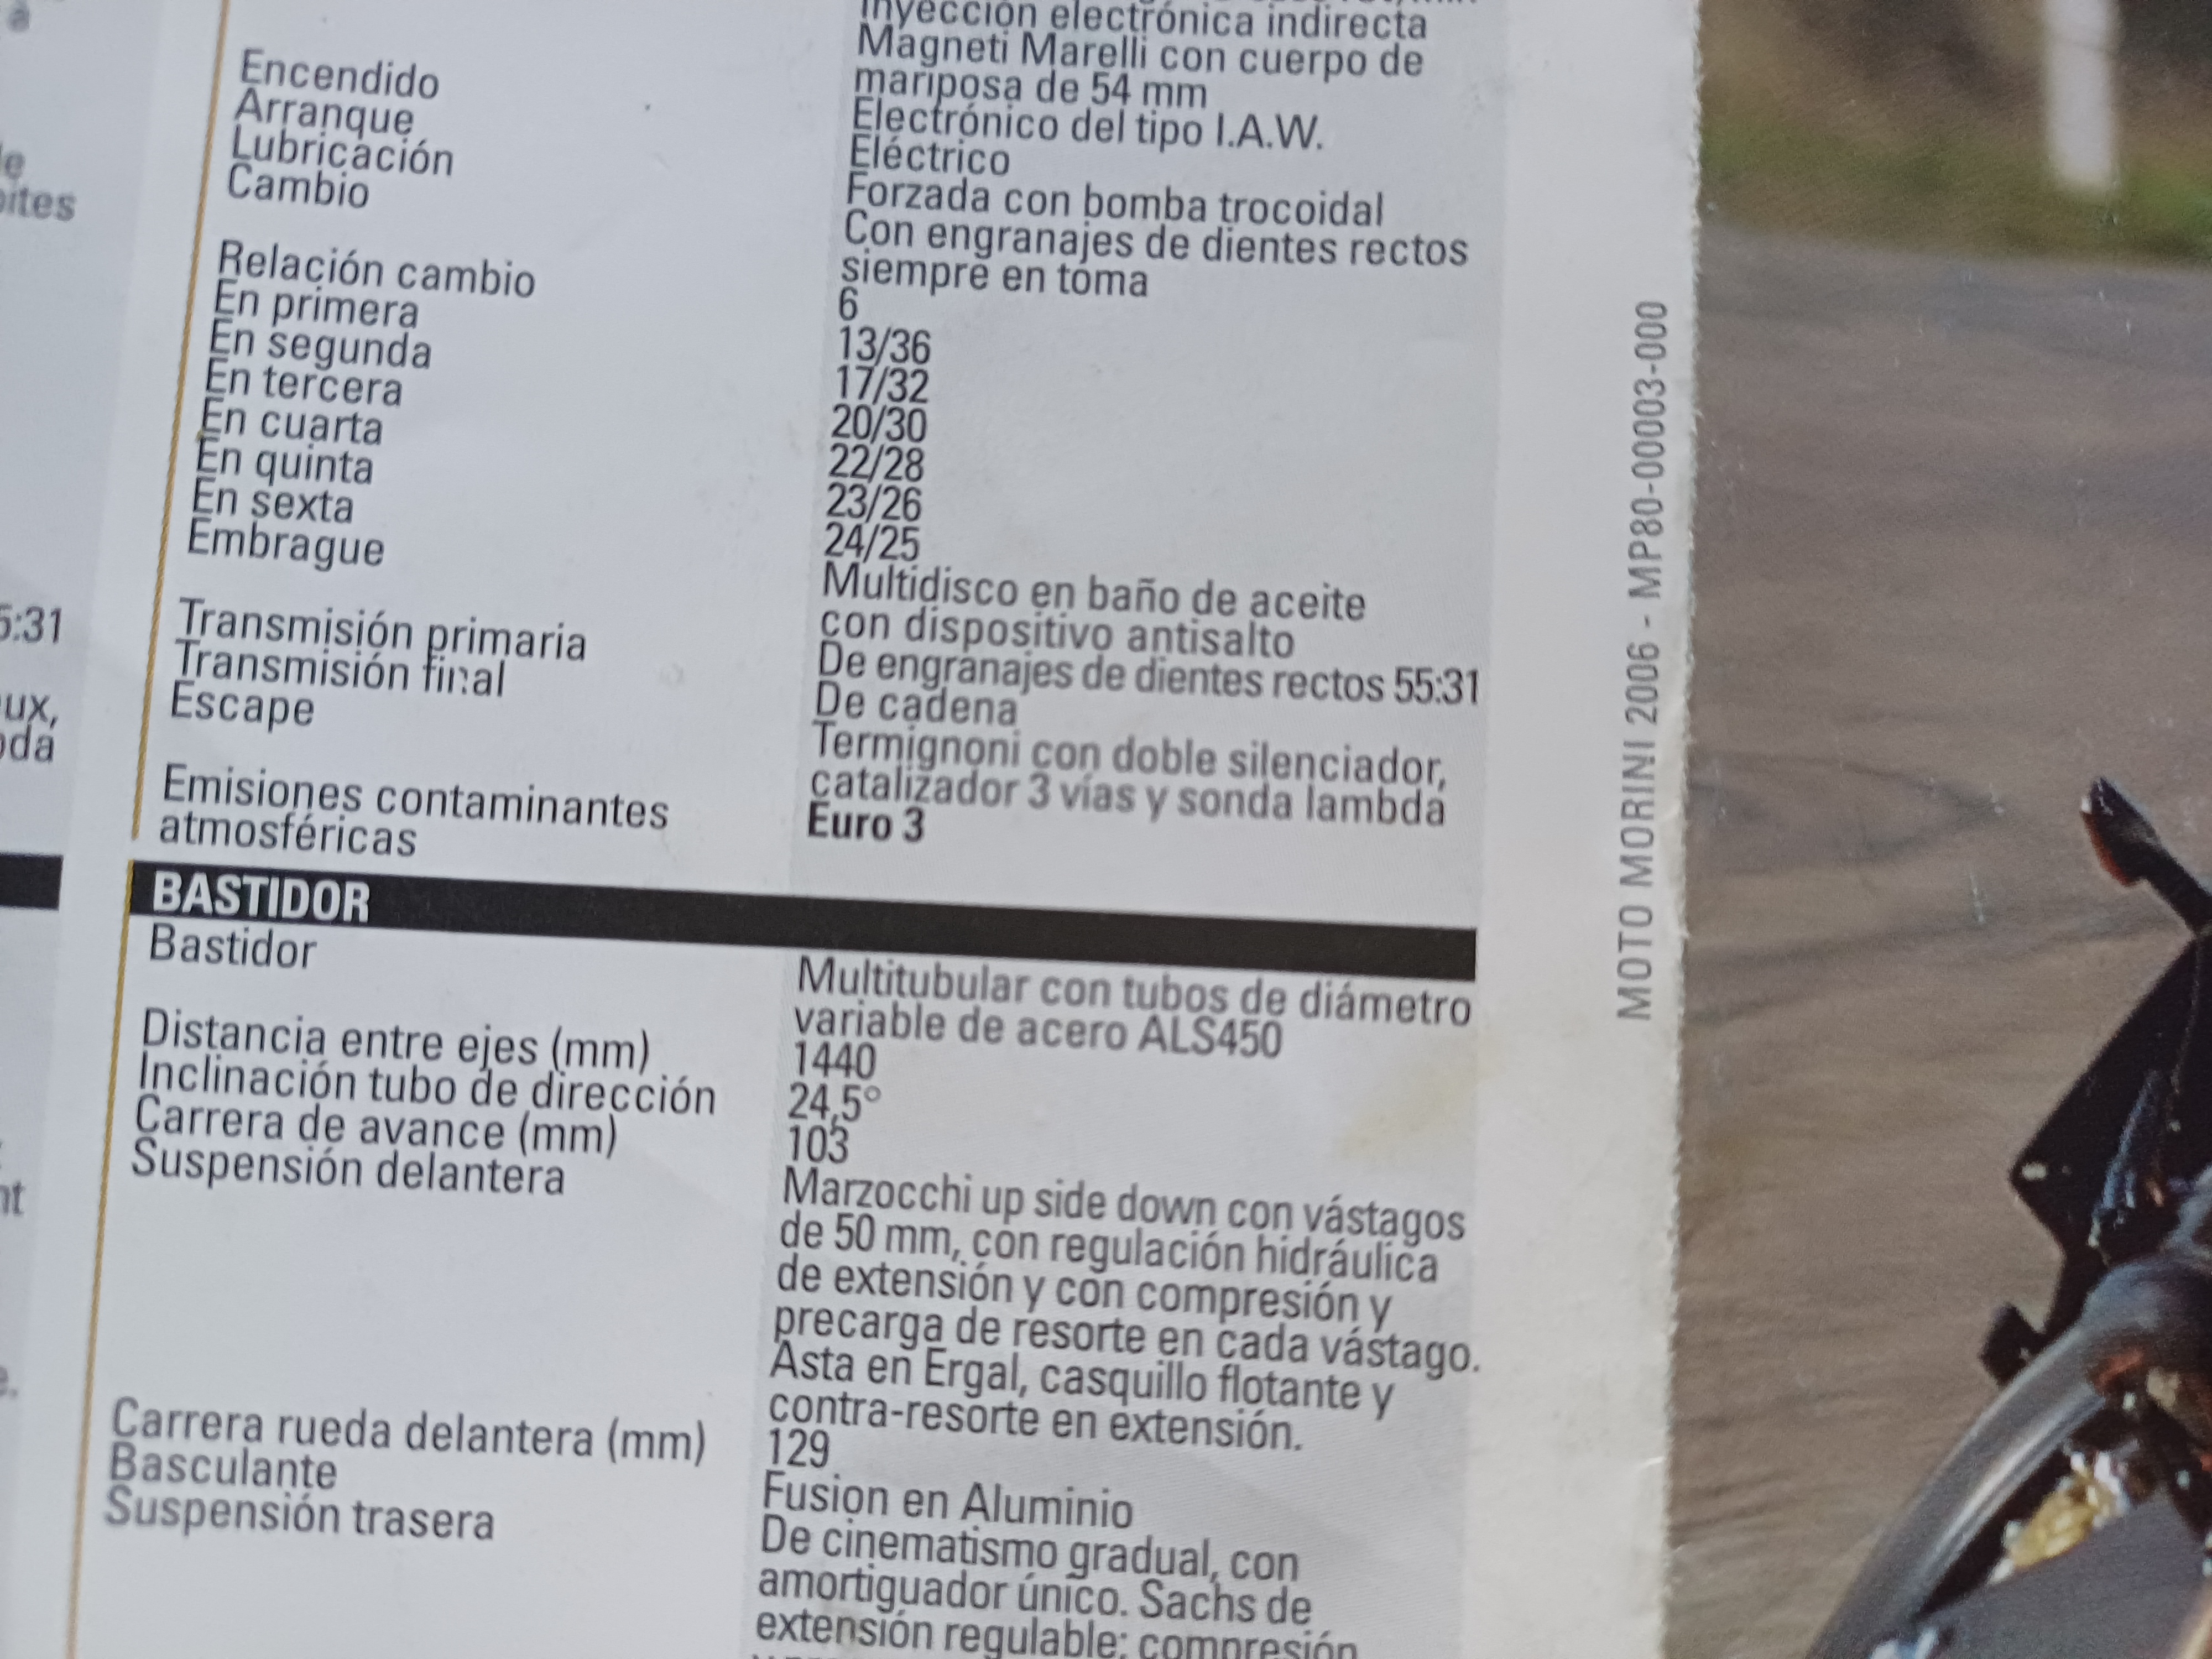 Inyección electrónica indirecta
Magneti Marelli con cuerpo de
mariposa de 54 mm
Encendido Electrónico del tipo I.A.W.
Arranque Eléctrico
Lubricación Forzada con bomba trocoidal
Cambio Con engranajes de dientes rectos
siempre en toma
Relación cambio 6
En primera 13/36
En segunda 17/32
En tercera 20/30
En cuarta 22/28
En quinta 23/26
En sexta 24/25
Embrague Multidisco en baño de aceite
con dispositivo antisalto
Transmisión primaria De engranajes de dientes rectos 55:31
Transmisión final De cadena
Escape Termignoni con doble silenciador,
catalizador 3 vías y sonda lambda
Emisiones contaminantes Euro 3
atmosféricas
BASTIDOR
Bastidor Multitubular con tubos de diámetro
variable de acero ALS450
Distancia entre ejes (mm) 1440
Inclinación tubo de dirección 24,5°
Carrera de avance (mm) 103
Suspensión delantera Marzocchi up side down con vástagos
de 50 mm, con regulación hidráulica
de extensión y con compresión y
precarga de resorte en cada vástago.
Asta en Ergal, casquillo flotante y
contra-resorte en extensión.
Carrera rueda delantera (mm) 129
Basculante Fusion en Aluminio
Suspensión trasera De cinematismo gradual, con
amortiguador único. Sachs de
extensión regulable; compresión
MOTO MORINI 2006 - MP80-00003-000